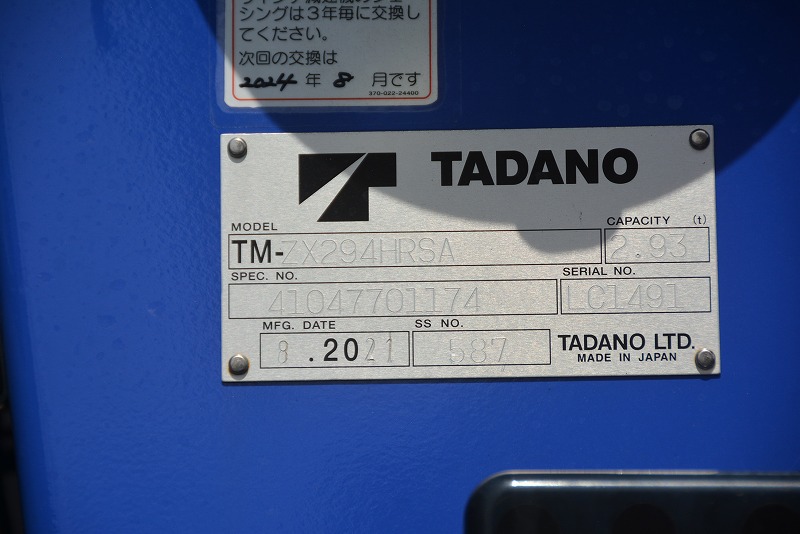 シングは３年毎に交換し
てください。
次回の交換は
2024 年 8 月です
370-022-24400
TADANO
MODEL
CAPACITY (t)
TM-ZX294HRSA
2.93
SPEC. NO.
SERIAL NO.
41047701174
LC1491
MFG. DATE
SS NO.
8 .2021
587
TADANO LTD.
MADE IN JAPAN